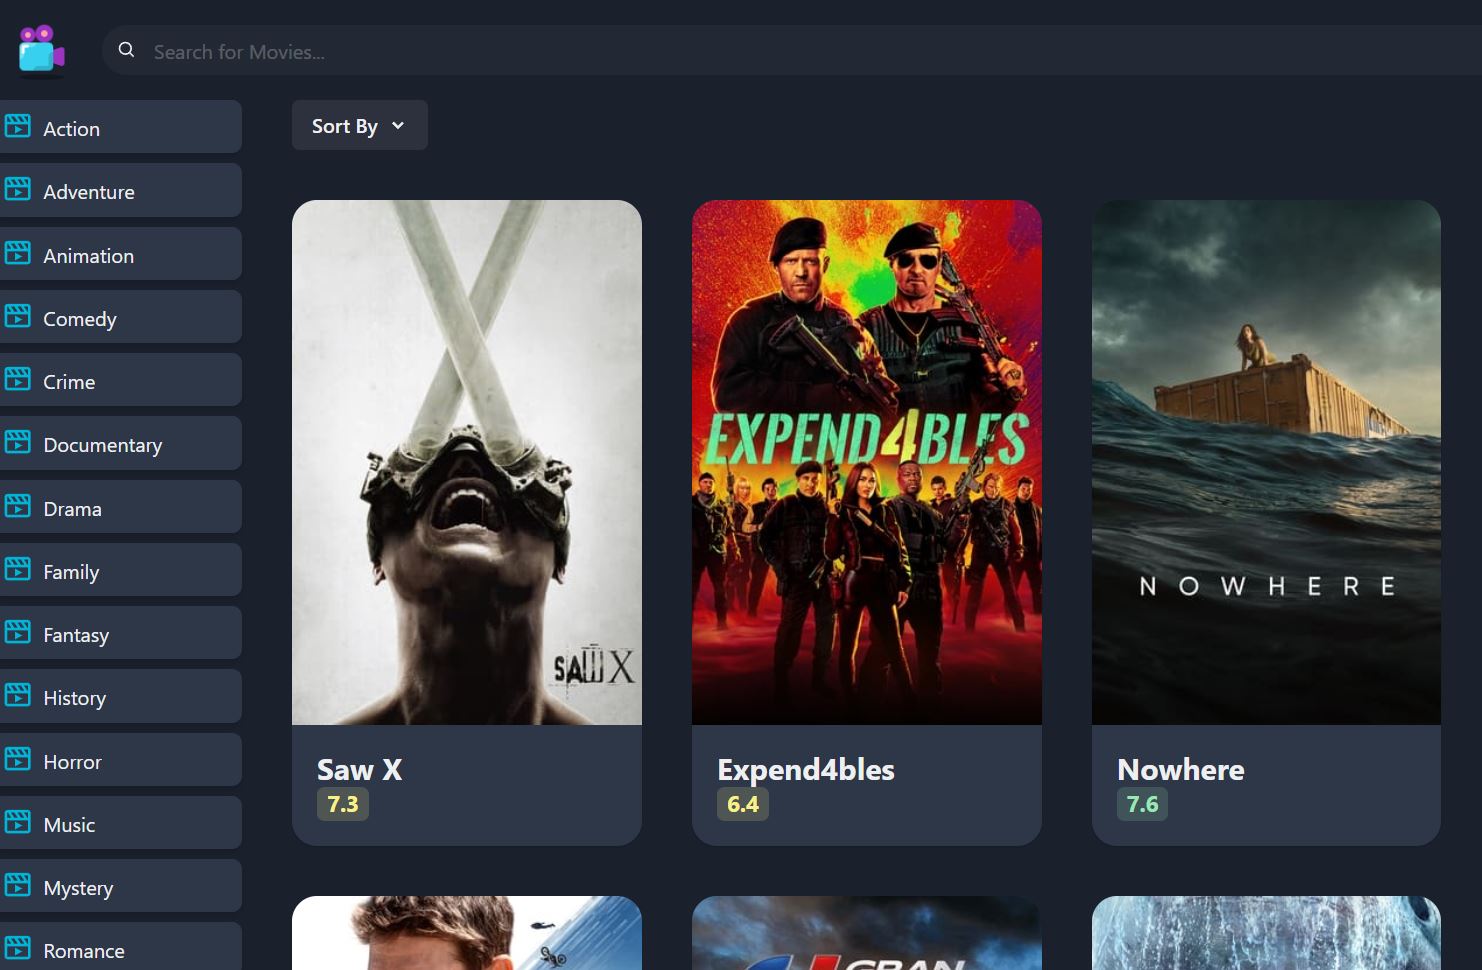 Search for Movies...
Action
Adventure
Animation
Comedy
Crime
Documentary
Drama
Family
Fantasy
History
Horror
Music
Mystery
Romance
Sort By
SAW X
EXPEND4BLES
NOWHERE
Saw X
7.3
Expend4bles
6.4
Nowhere
7.6
GRAN